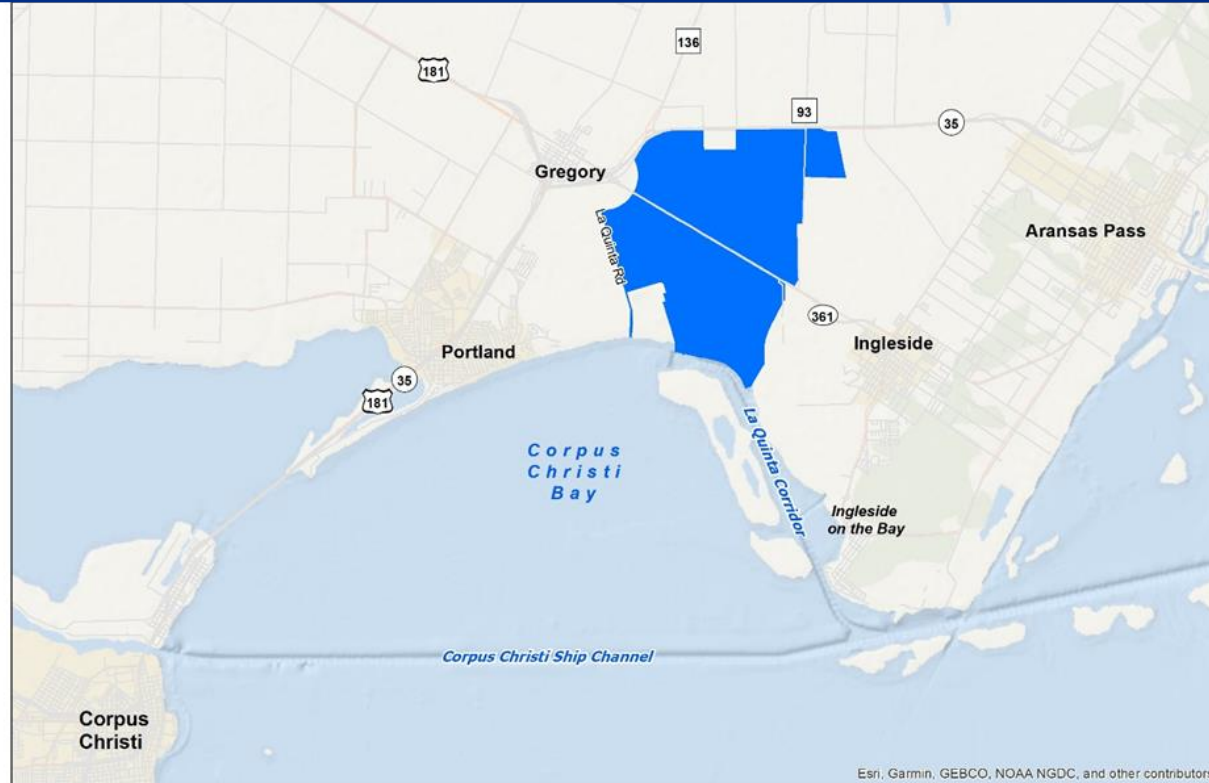 136
181
93
35
Gregory
Aransas Pass
La Quinta Rd
361
Ingleside
Portland
35
181
Corpus
Christi
Bay
La Quinta Corridor
Ingleside
on the Bay
Corpus Christi Ship Channel
Corpus
Christi
Esri, Garmin, GEBCO, NOAA NGDC, and other contributors